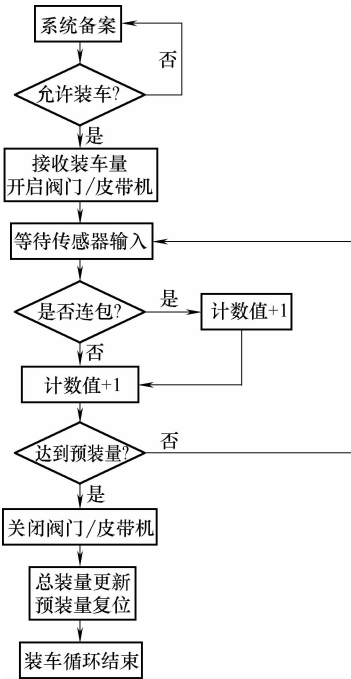 系统备案
否
允许装车?
是
接收装车量
开启阀门/皮带机
等待传感器输入
是否连包?
是
计数值+1
否
计数值+1
达到预装量?
否
是
关闭阀门/皮带机
总装量更新
预装量复位
装车循环结束